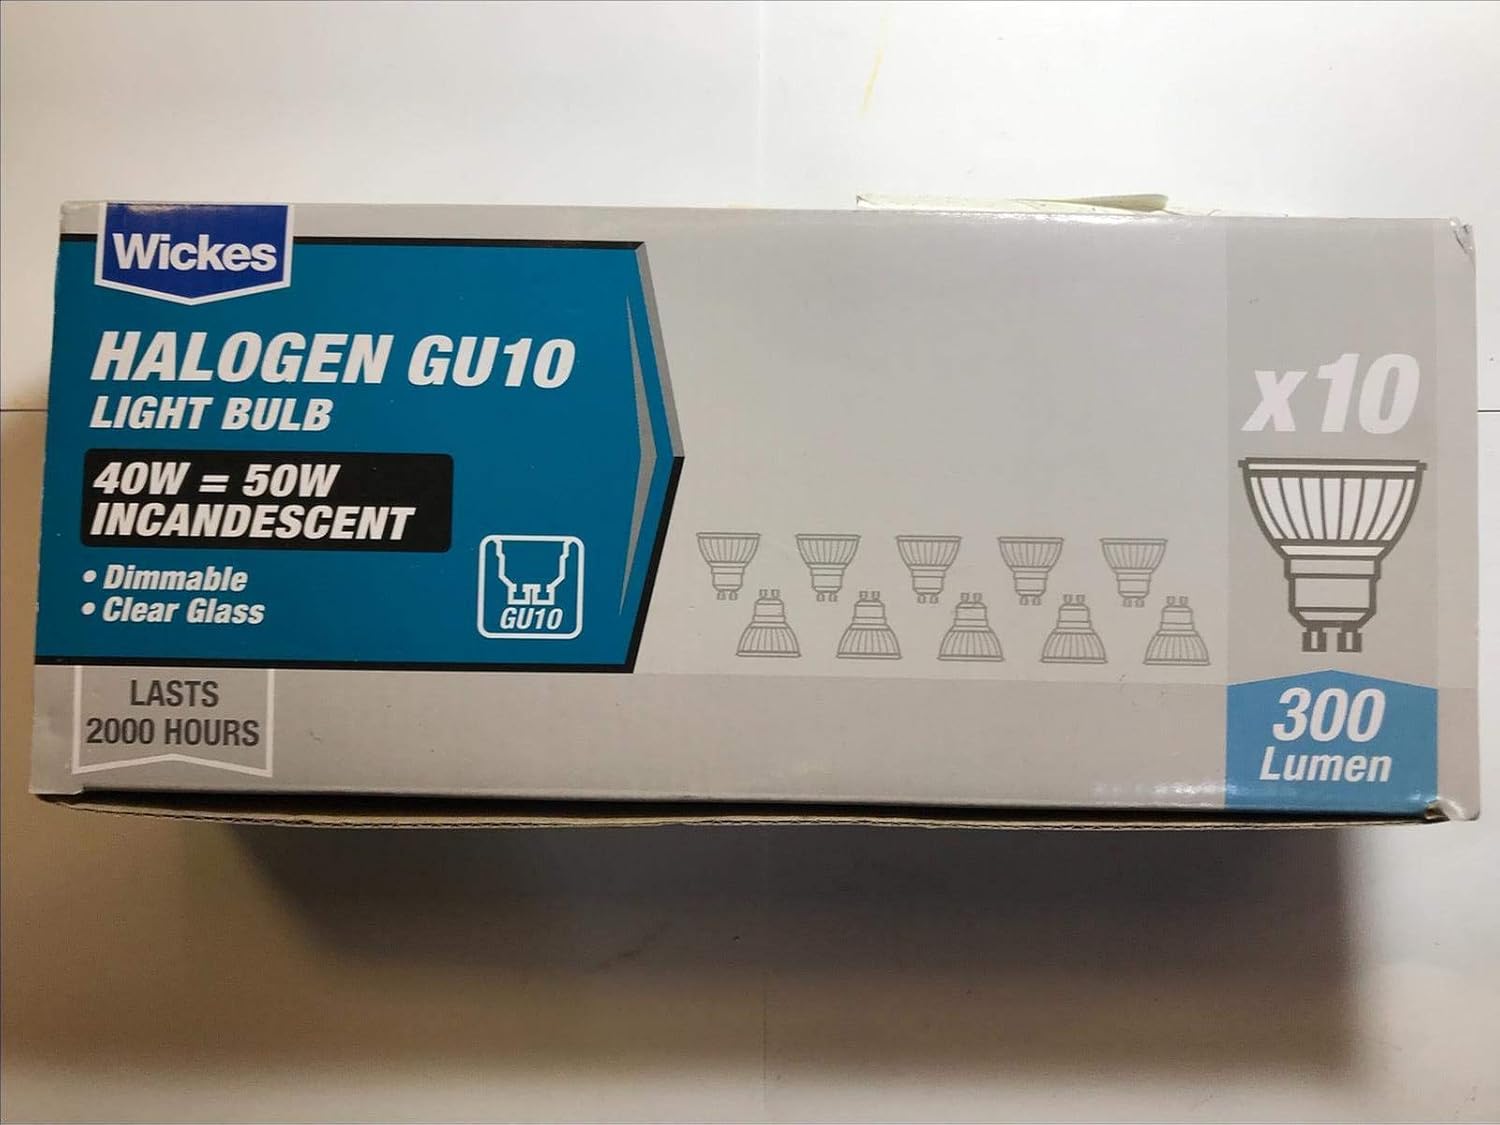 Wickes
HALOGEN GU10
LIGHT BULB
40W = 50W
INCANDESCENT
• Dimmable
• Clear Glass
GU10
LASTS
2000 HOURS
x10
300
Lumen